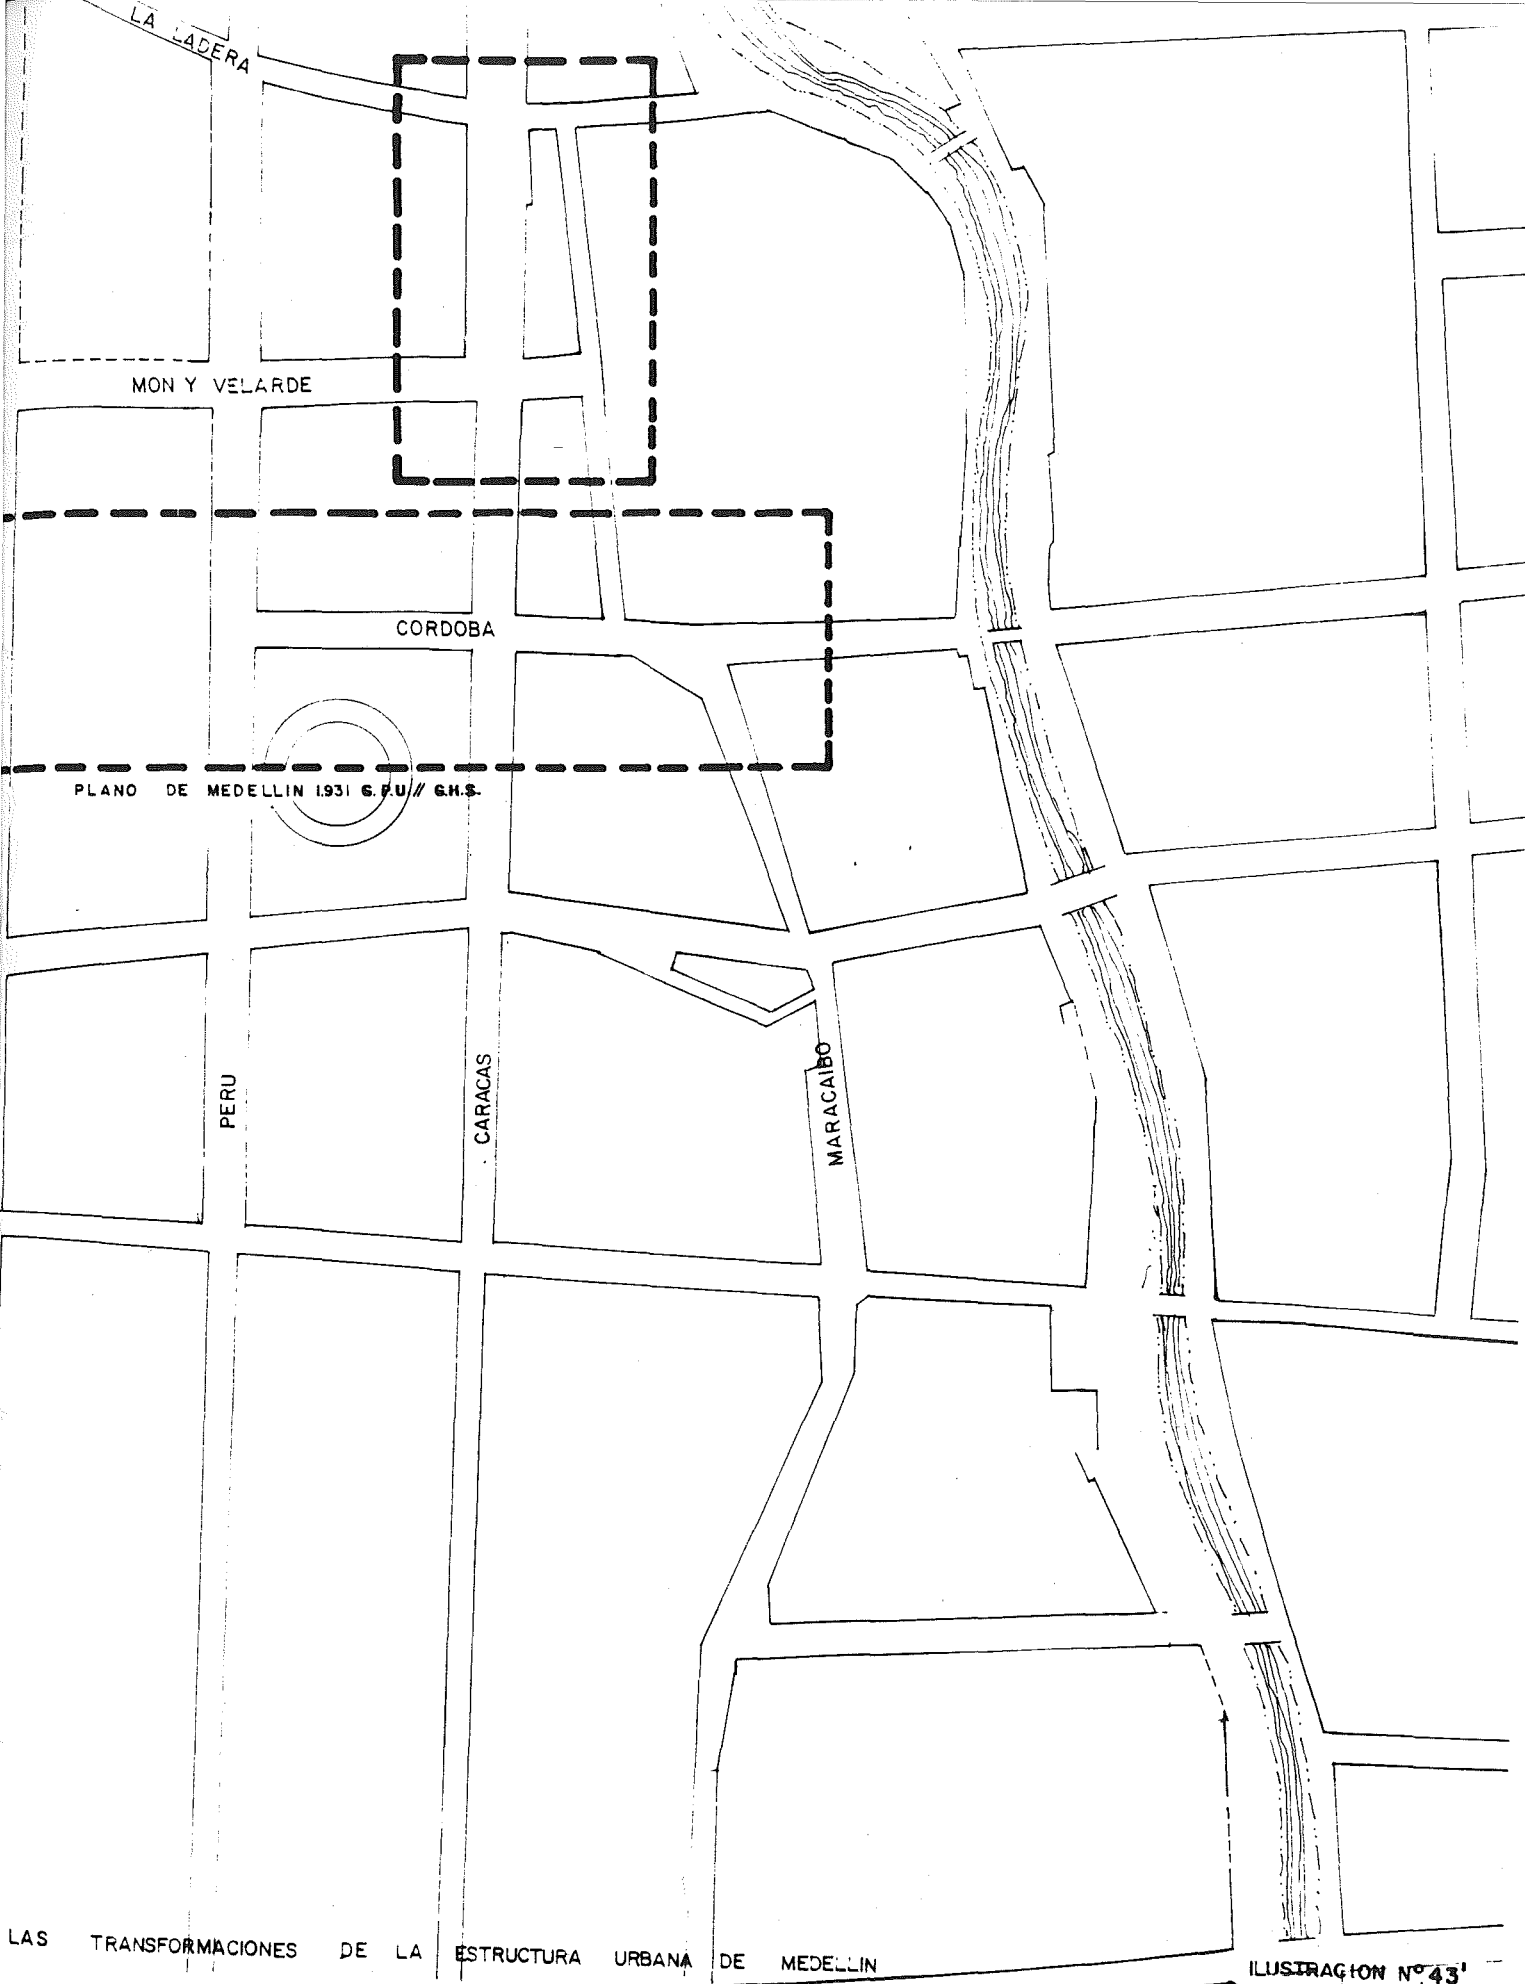 LA LADERA
MON Y VELARDE
CORDOBA
PLANO DE MEDELLIN 1.931 G.P.U. // G.H.S.
PERU
CARACAS
MARACAIBO
LAS TRANSFORMACIONES DE LA ESTRUCTURA URBANA DE MEDELLIN
ILUSTRACION Nº 43'